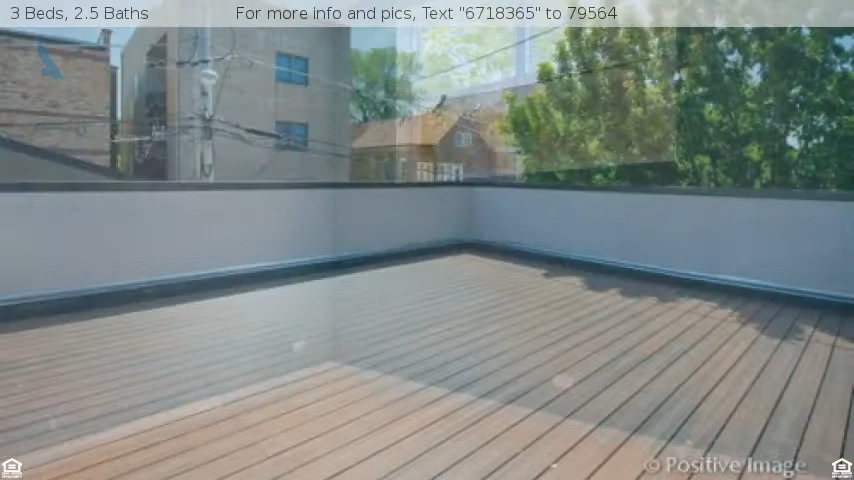 3 Beds, 2.5 Baths
For more info and pics, Text "6718365" to 79564
© Positive Image